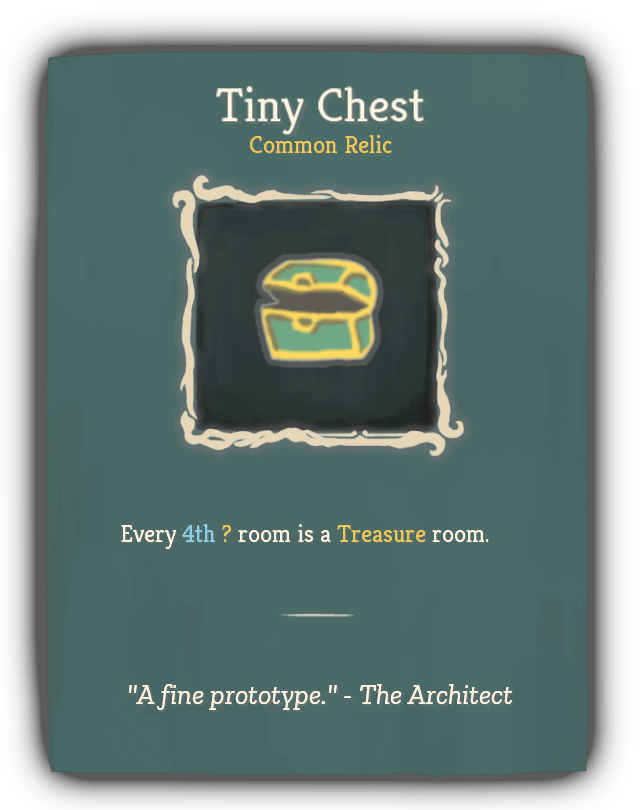 Tiny Chest
Common Relic
Every 4th ? room is a Treasure room.
"A fine prototype." - The Architect